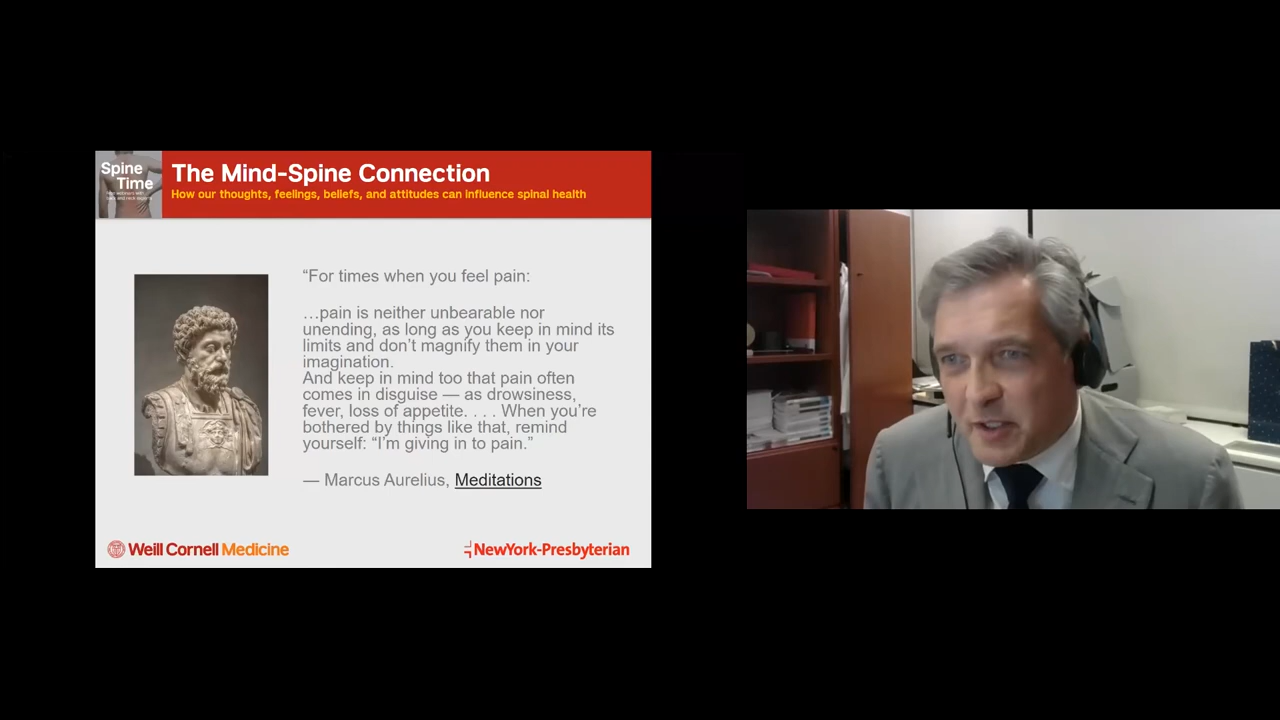 Spine
Time
The Mind-Spine Connection
How our thoughts, feelings, beliefs, and attitudes can influence spinal health
“For times when you feel pain:
…pain is neither unbearable nor
unending, as long as you keep in mind its
limits and don’t magnify them in your
imagination.
And keep in mind too that pain often
comes in disguise — as drowsiness,
fever, loss of appetite. . . . When you’re
bothered by things like that, remind
yourself: “I’m giving in to pain.”
— Marcus Aurelius, Meditations
Weill Cornell Medicine
NewYork-Presbyterian